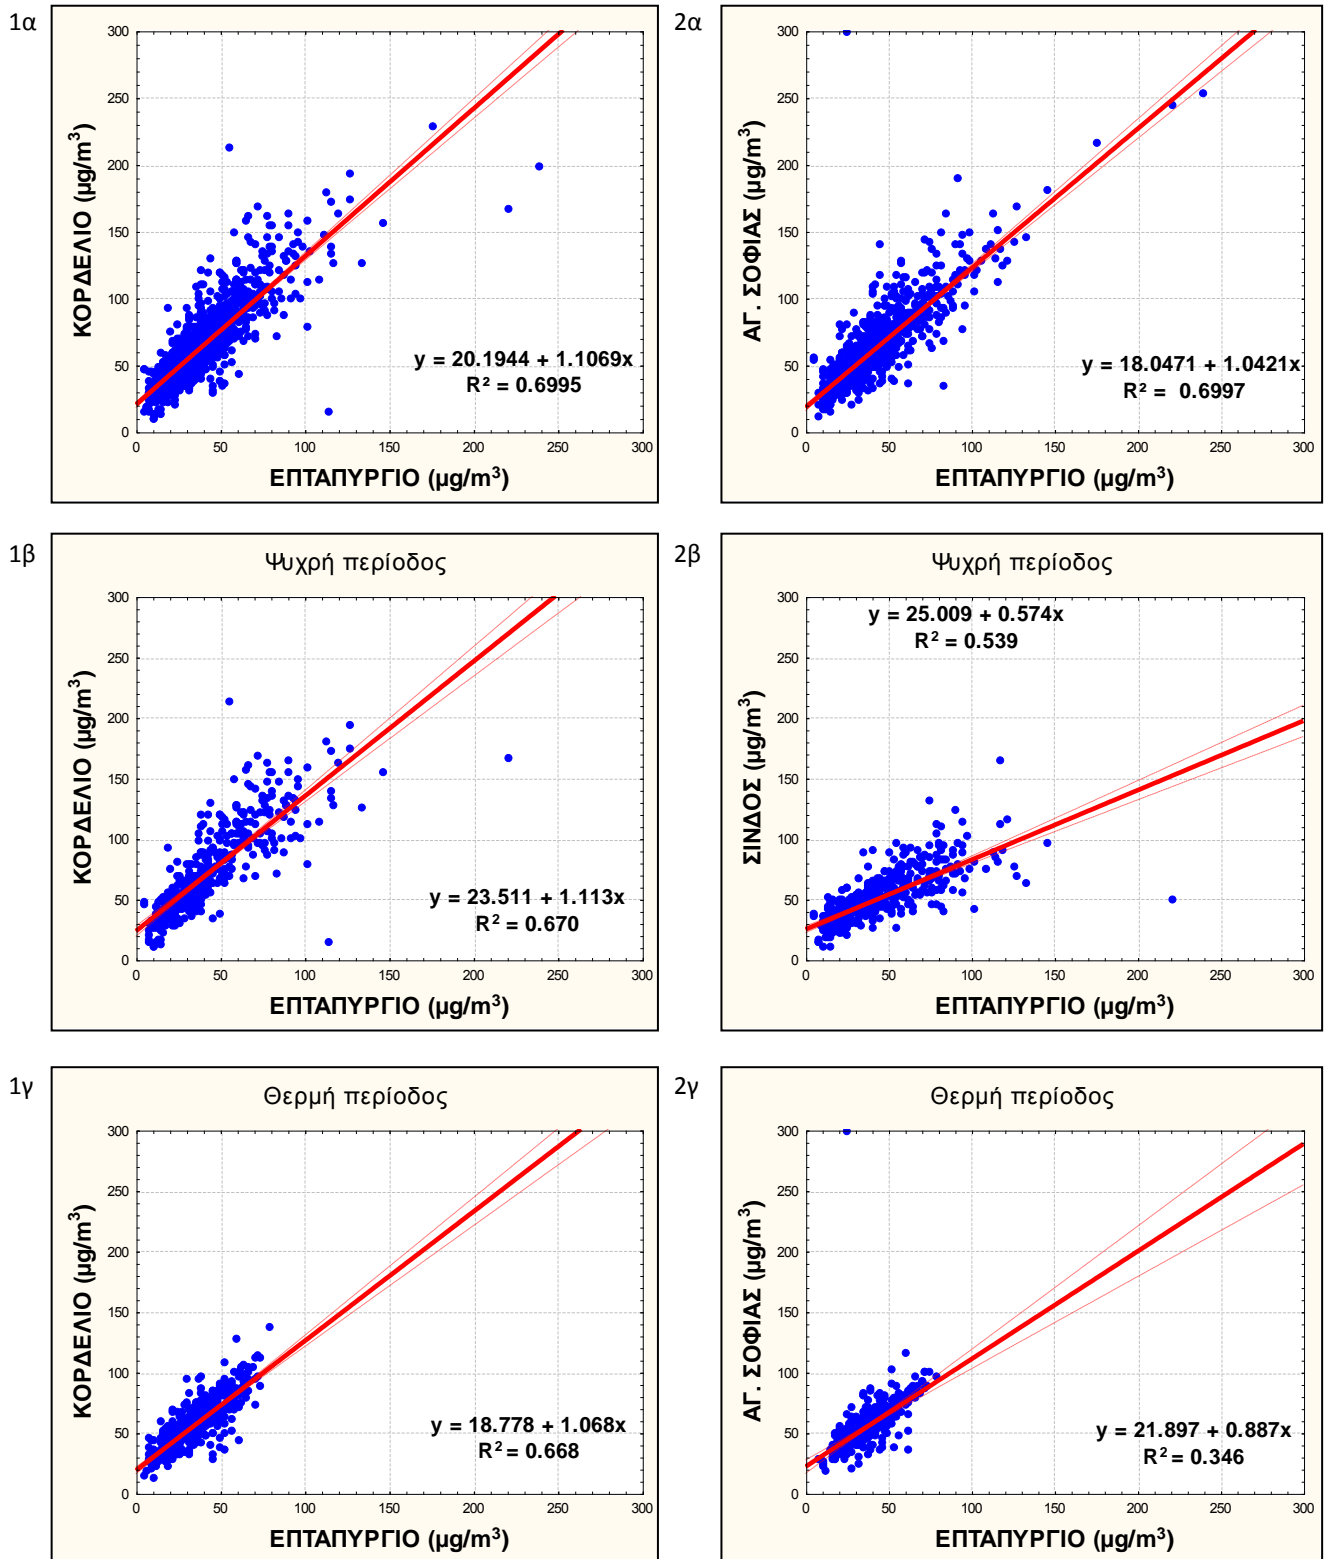 1α
300
250
200
150
100
50
0
0 50 100 150 200 250 300
ΚΟΡΔΕΛΙΟ (μg/m³)
y = 20.1944 + 1.1069x
R² = 0.6995
ΕΠΤΑΠΥΡΓΙΟ (μg/m³)
2α
300
250
200
150
100
50
0
0 50 100 150 200 250 300
ΑΓ. ΣΟΦΙΑΣ (μg/m³)
y = 18.0471 + 1.0421x
R² = 0.6997
ΕΠΤΑΠΥΡΓΙΟ (μg/m³)
1β
Ψυχρή περίοδος
300
250
200
150
100
50
0
0 50 100 150 200 250 300
ΚΟΡΔΕΛΙΟ (μg/m³)
y = 23.511 + 1.113x
R² = 0.670
ΕΠΤΑΠΥΡΓΙΟ (μg/m³)
2β
Ψυχρή περίοδος
300
250
200
150
100
50
0
0 50 100 150 200 250 300
y = 25.009 + 0.574x
R² = 0.539
ΣΙΝΔΟΣ (μg/m³)
ΕΠΤΑΠΥΡΓΙΟ (μg/m³)
1γ
Θερμή περίοδος
300
250
200
150
100
50
0
0 50 100 150 200 250 300
ΚΟΡΔΕΛΙΟ (μg/m³)
y = 18.778 + 1.068x
R² = 0.668
ΕΠΤΑΠΥΡΓΙΟ (μg/m³)
2γ
Θερμή περίοδος
300
250
200
150
100
50
0
0 50 100 150 200 250 300
ΑΓ. ΣΟΦΙΑΣ (μg/m³)
y = 21.897 + 0.887x
R² = 0.346
ΕΠΤΑΠΥΡΓΙΟ (μg/m³)